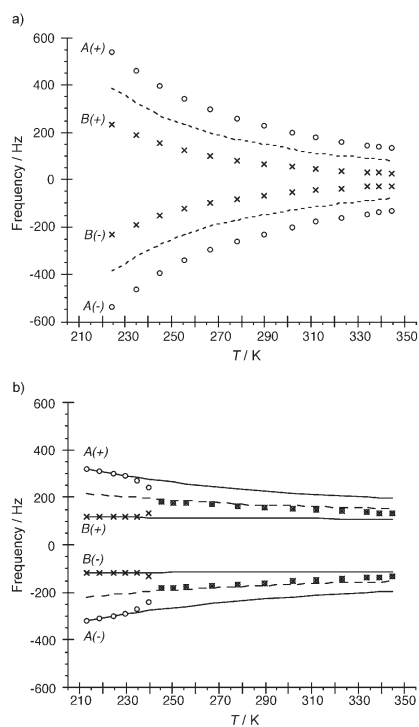 a)
600
A(+)
400
B(+)
200
0
-200
B(-)
-400
A(-)
-600
210 230 250 270 290 310 330 350
T / K
Frequency / Hz
b)
600
400
A(+)
200
B(+)
0
B(-)
-200
A(-)
-400
-600
210 230 250 270 290 310 330 350
T / K
Frequency / Hz